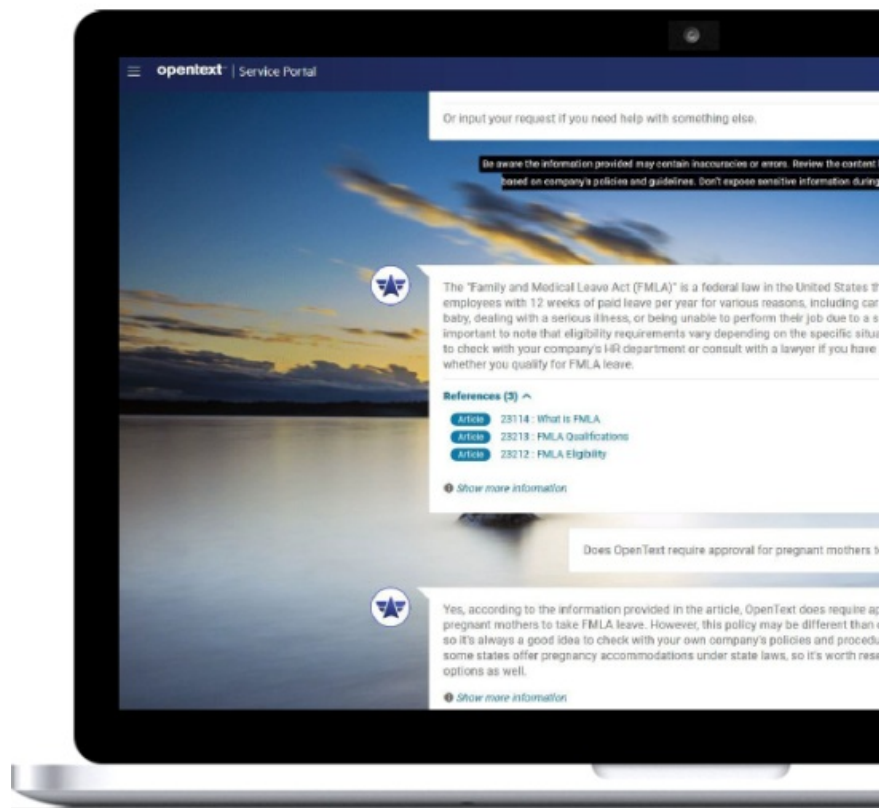 opentext™ | Service Portal
Or input your request if you need help with something else.
Be aware the information provided may contain inaccuracies or errors. Review the content
based on company's policies and guidelines. Don't expose sensitive information during
The "Family and Medical Leave Act (FMLA)" is a federal law in the United States
employees with 12 weeks of paid leave per year for various reasons, including
baby, dealing with a serious illness, or being unable to perform their job due to a
important to note that eligibility requirements vary depending on the specific
to check with your company's HR department or consult with a lawyer if you have
whether you qualify for FMLA leave.
References (3)
Article 23114 : What is FMLA
Article 23213 : FMLA Qualifications
Article 23212 : FMLA Eligibility
Show more information
Does OpenText require approval for pregnant mothers
Yes, according to the information provided in the article, OpenText does require
pregnant mothers to take FMLA leave. However, this policy may be different than
so it's always a good idea to check with your own company's policies and
some states offer pregnancy accommodations under state laws, so it's worth
options as well.
Show more information